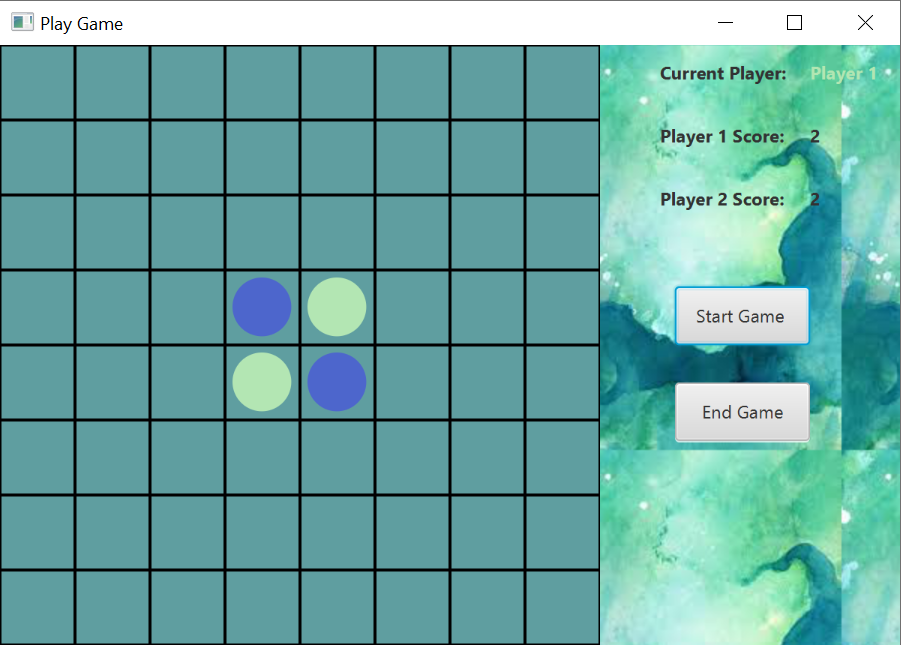 Play Game
Current Player: Player 1
Player 1 Score: 2
Player 2 Score: 2
Start Game
End Game